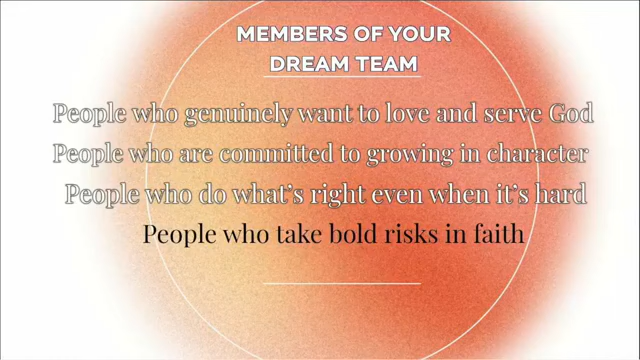 MEMBERS OF YOUR
DREAM TEAM
People who genuinely want to love and serve God
People who are committed to growing in character
People who do what's right even when it's hard
People who take bold risks in faith